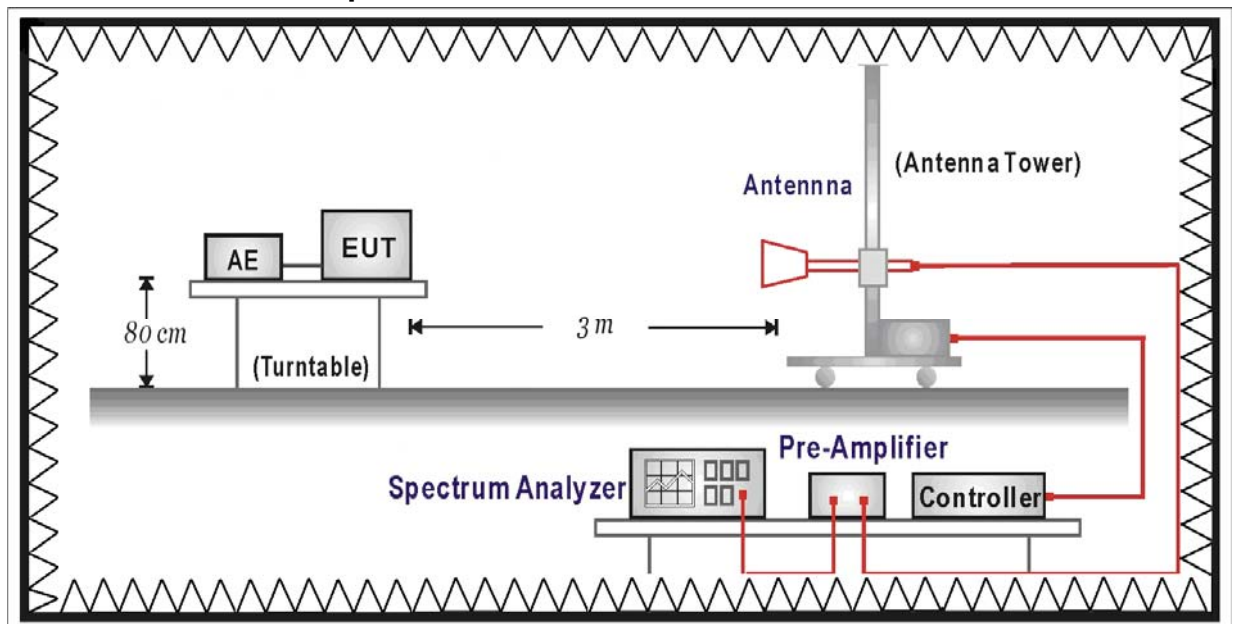 (Antenna Tower)
Antennna
AE
EUT
80 cm
3 m
(Turntable)
Pre-Amplifier
Spectrum Analyzer
Controller